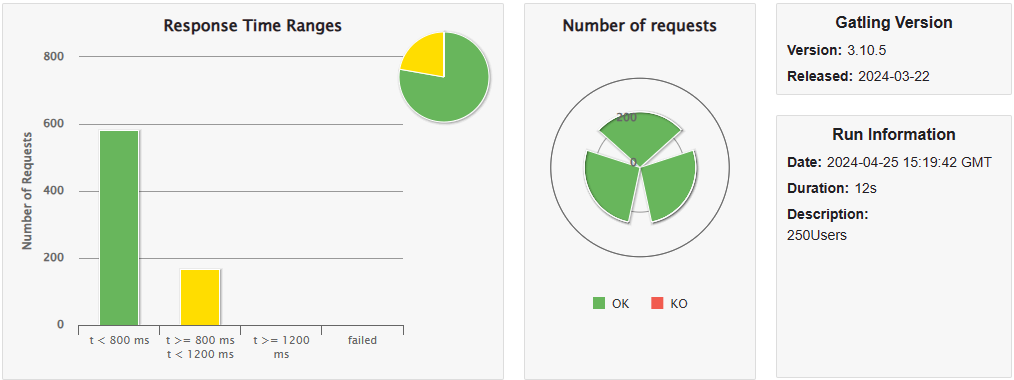 Response Time Ranges
Number of Requests
800
600
400
200
0
t < 800 ms
t >= 800 ms
t < 1200 ms
t >= 1200
ms
failed
Number of requests
200
0
OK
KO
Gatling Version
Version: 3.10.5
Released: 2024-03-22
Run Information
Date: 2024-04-25 15:19:42 GMT
Duration: 12s
Description:
250Users